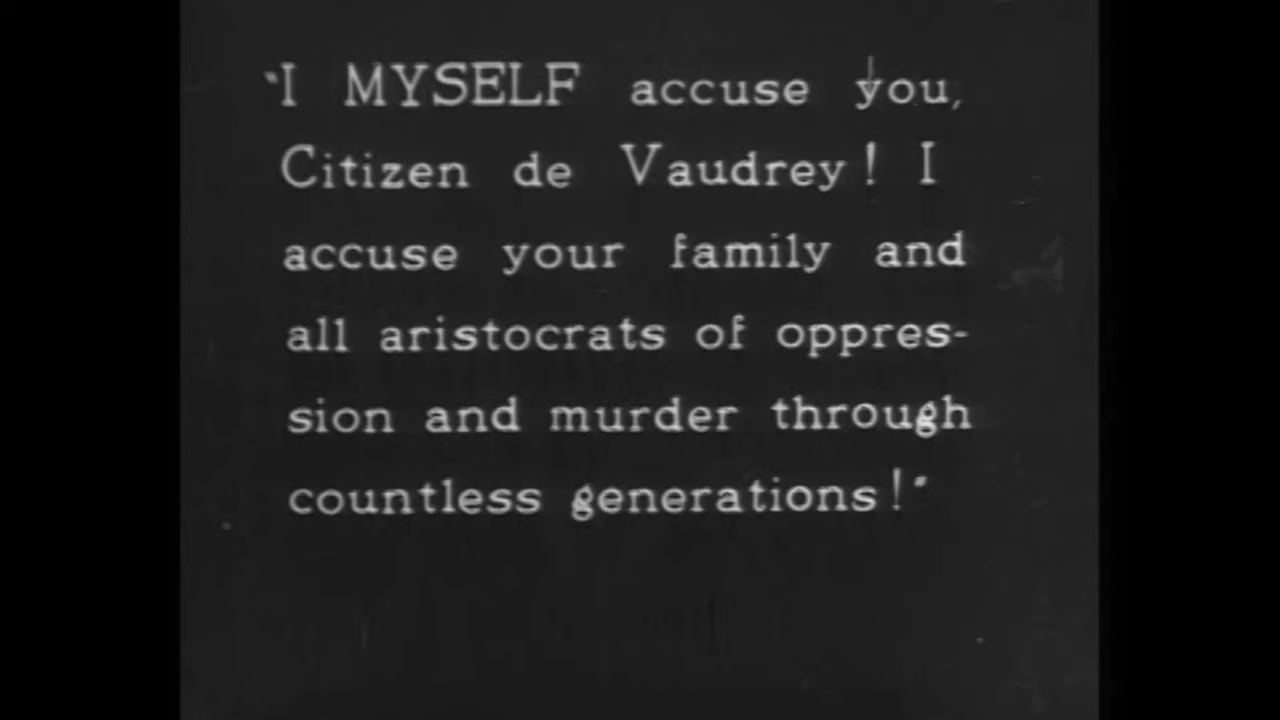 "I MYSELF accuse you,
Citizen de Vaudrey! I
accuse your family and
all aristocrats of oppres-
sion and murder through
countless generations!"